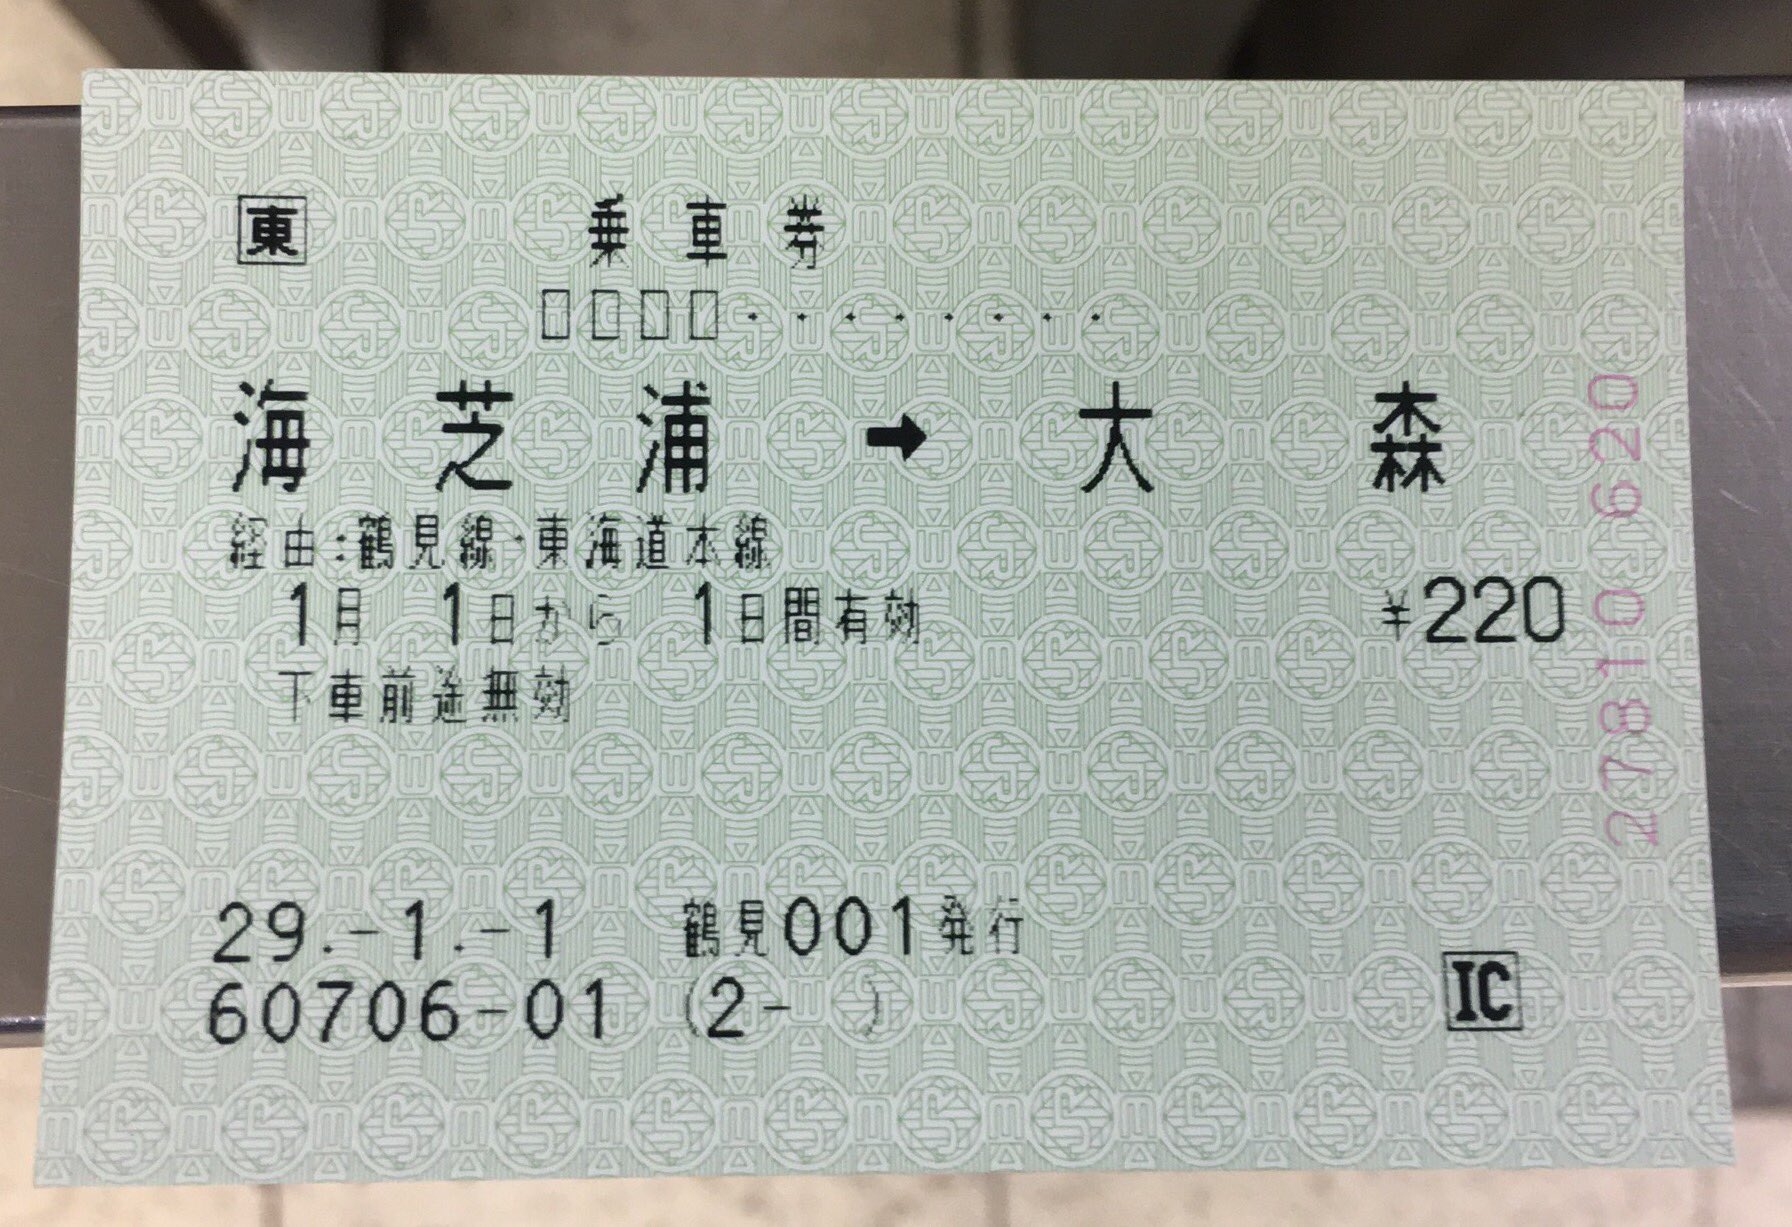 東 乗車券
□□□□・・・・・・・・
海芝浦 ➡ 大森
経由:鶴見線・東海道本線
1月 1日から 1日間有効 ¥220
下車前途無効
29.-1.-1 鶴見001発行
60706-01 (2- ) IC
27810620